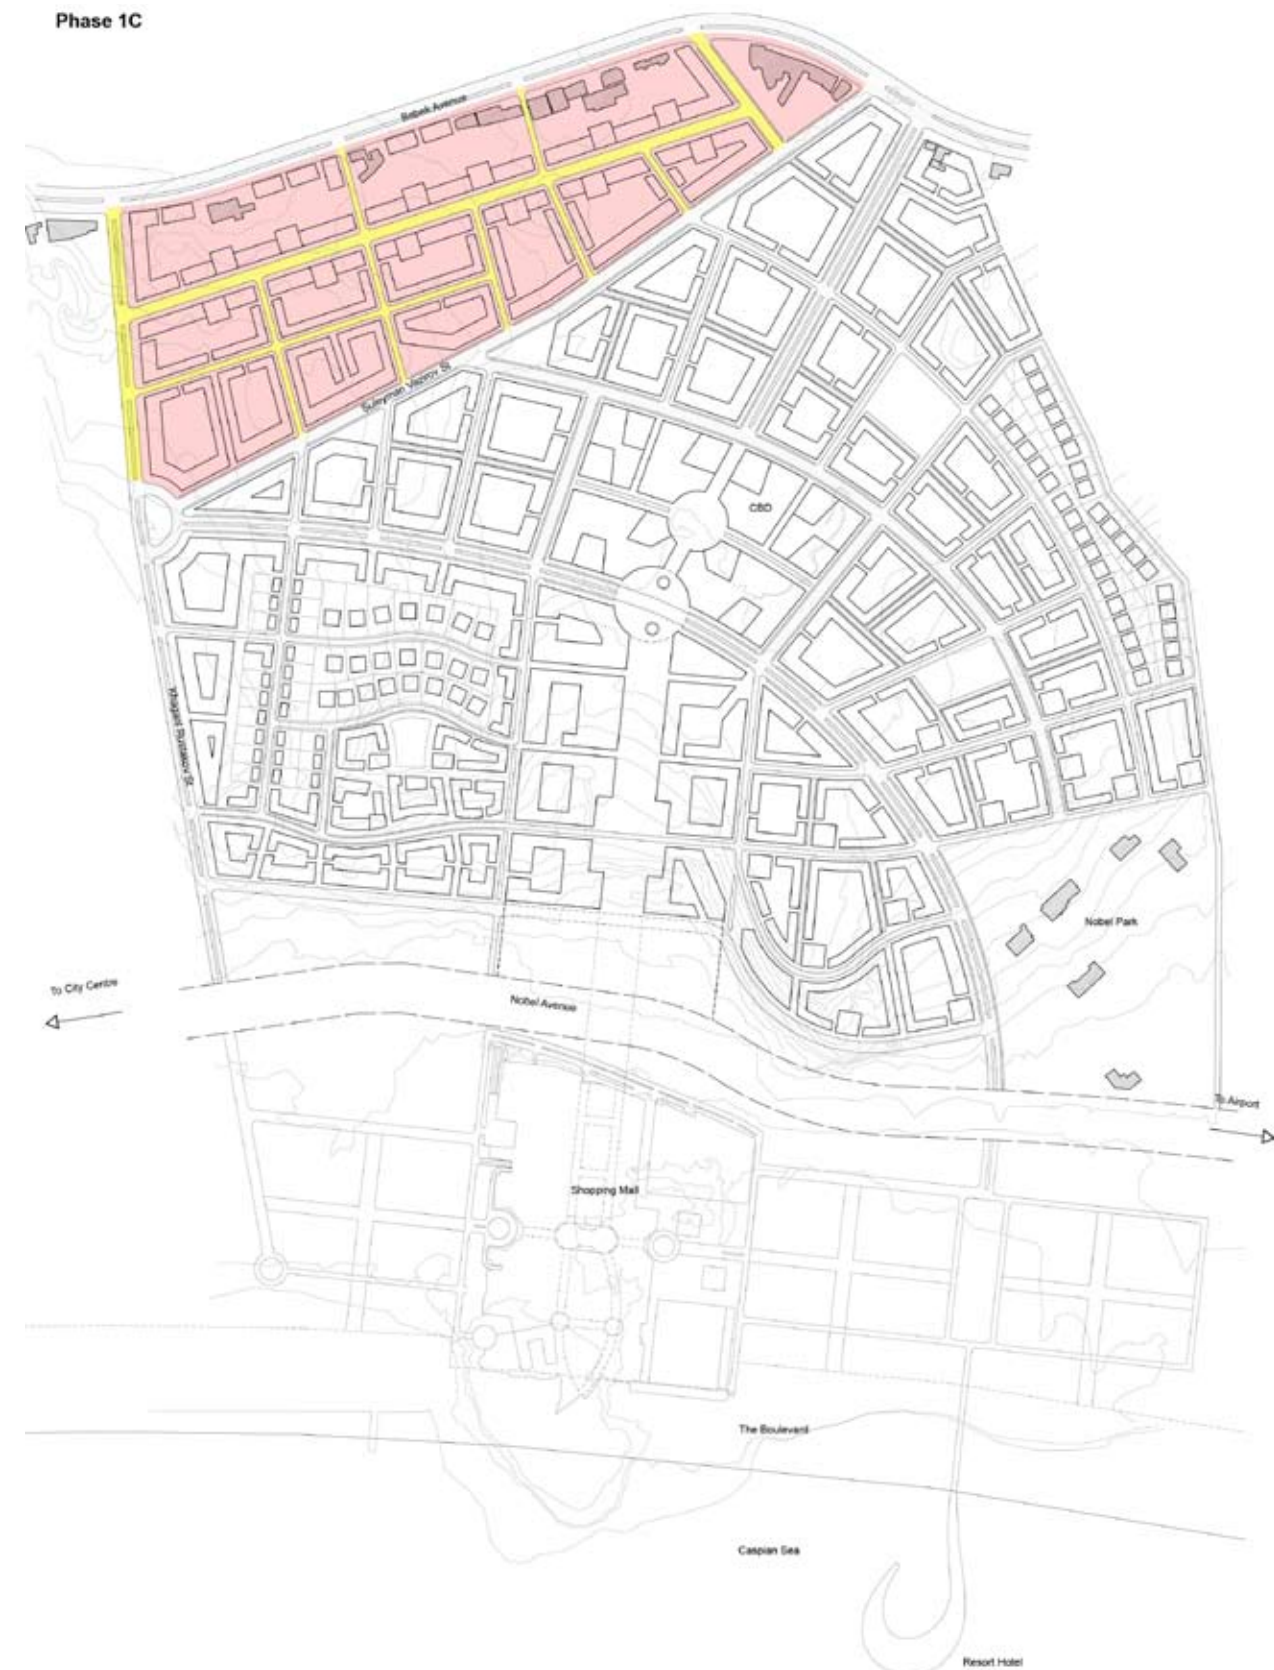 Phase 1C
Babek Avenue
Suleyman Vazirov St.
CBD
Nobel Park
To City Centre
Nobel Avenue
To Airport
Shopping Mall
The Boulevard
Caspian Sea
Resort Hotel